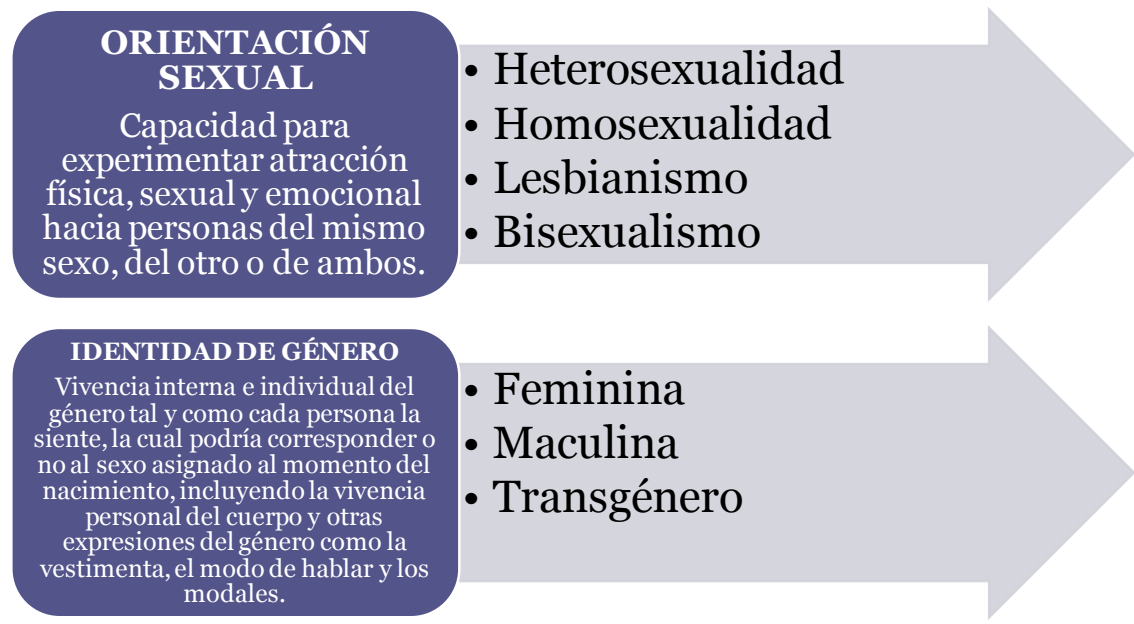 ORIENTACIÓN
SEXUAL
Capacidad para
experimentar atracción
física, sexual y emocional
hacia personas del mismo
sexo, del otro o de ambos.
• Heterosexualidad
• Homosexualidad
• Lesbianismo
• Bisexualismo
IDENTIDAD DE GÉNERO
Vivencia interna e individual del
género tal y como cada persona la
siente, la cual podría corresponder o
no al sexo asignado al momento del
nacimiento, incluyendo la vivencia
personal del cuerpo y otras
expresiones del género como la
vestimenta, el modo de hablar y los
modales.
• Feminina
• Maculina
• Transgénero